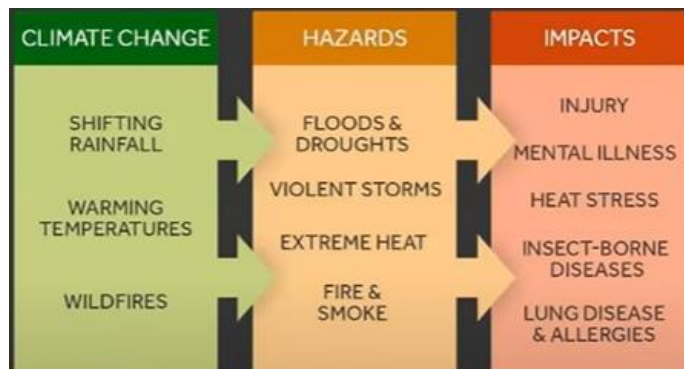 CLIMATE CHANGE
SHIFTING
RAINFALL
WARMING
TEMPERATURES
WILDFIRES
HAZARDS
FLOODS &
DROUGHTS
VIOLENT STORMS
EXTREME HEAT
FIRE &
SMOKE
IMPACTS
INJURY
MENTAL ILLNESS
HEAT STRESS
INSECT-BORNE
DISEASES
LUNG DISEASE
& ALLERGIES